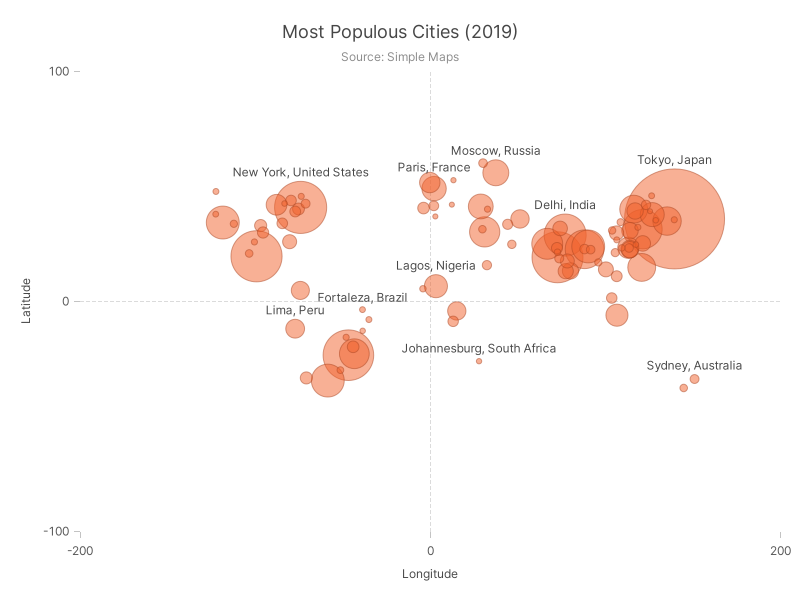 Most Populous Cities (2019)
Source: Simple Maps
100
Moscow, Russia
Paris, France
Tokyo, Japan
New York, United States
Delhi, India
Lagos, Nigeria
Latitude
0
Fortaleza, Brazil
Lima, Peru
Johannesburg, South Africa
Sydney, Australia
-100
-200
0
200
Longitude